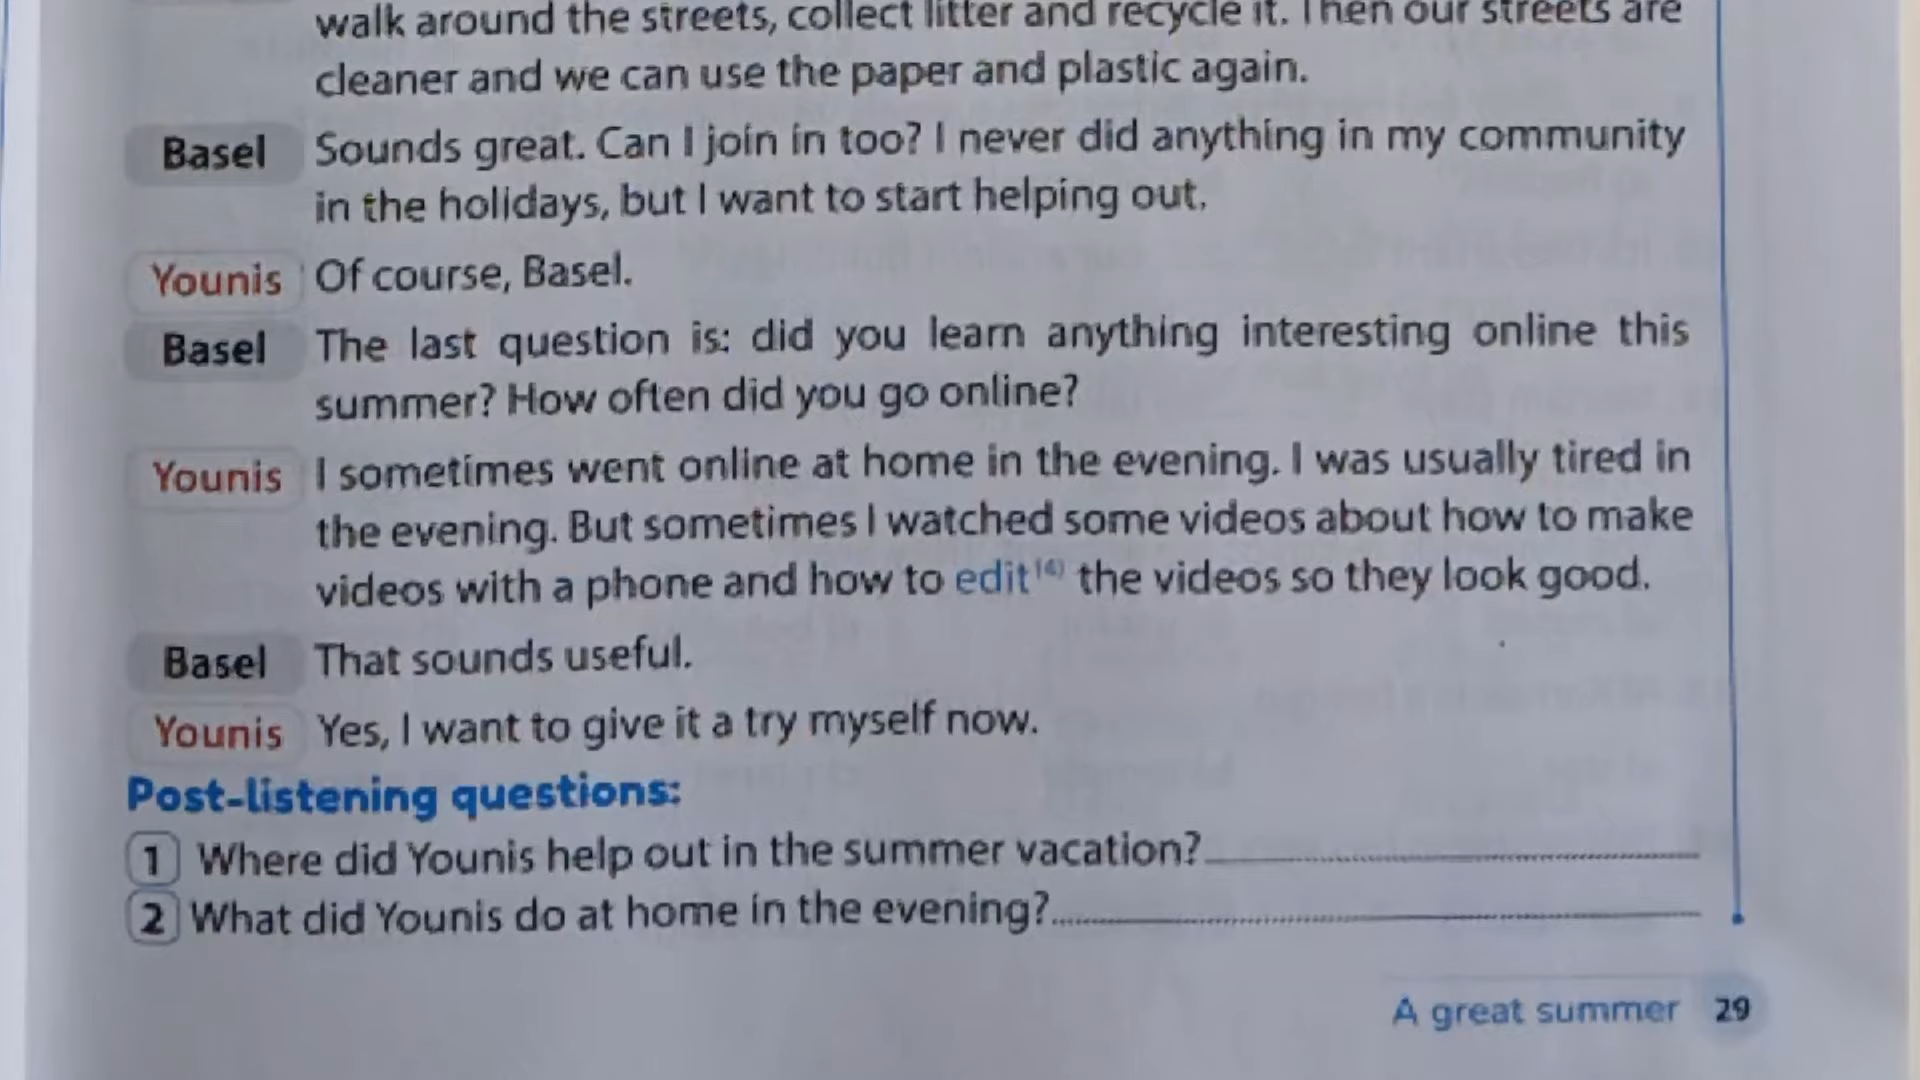 walk around the streets, collect litter and recycle it. Then our streets are
cleaner and we can use the paper and plastic again.
Basel Sounds great. Can I join in too? I never did anything in my community
in the holidays, but I want to start helping out.
Younis Of course, Basel.
Basel The last question is: did you learn anything interesting online this
summer? How often did you go online?
Younis I sometimes went online at home in the evening. I was usually tired in
the evening. But sometimes I watched some videos about how to make
videos with a phone and how to edit the videos so they look good.
Basel That sounds useful.
Younis Yes, I want to give it a try myself now.
Post-listening questions:
1 Where did Younis help out in the summer vacation?
2 What did Younis do at home in the evening?
A great summer 29